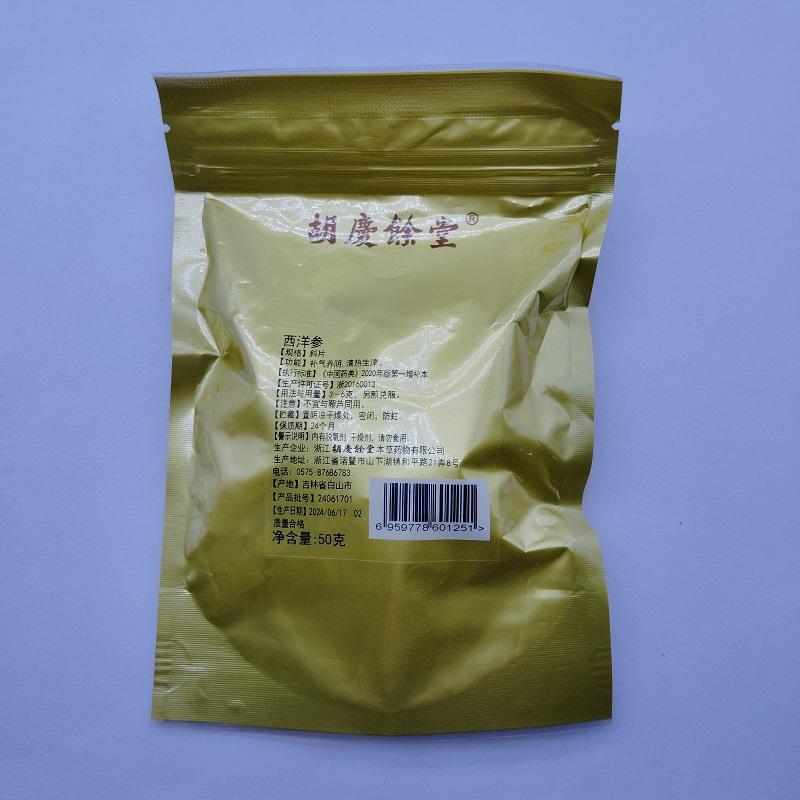 胡慶餘堂®
西洋参
【规格】斜片
【功能】补气养阴,清热生津。
【执行标准】《中国药典》2020年版第一增补本
【生产许可证号】浙20160013
【用法与用量】3~6克,另煎兑服。
【注意】不宜与藜芦同用。
【贮藏】置阴凉干燥处,密闭、防蛀。
【保质期】24个月
【警示说明】内有脱氧剂/干燥剂,请勿食用。
生产企业:浙江胡慶餘堂本草药物有限公司
生产地址:浙江省诸暨市山下湖镇和平路21弄8号
电话:0575-87686783
【产地】吉林省白山市
【产品批号】24061701
【生产日期】2024/06/17 02
质量合格
净含量:50克
6 959778 601251 >